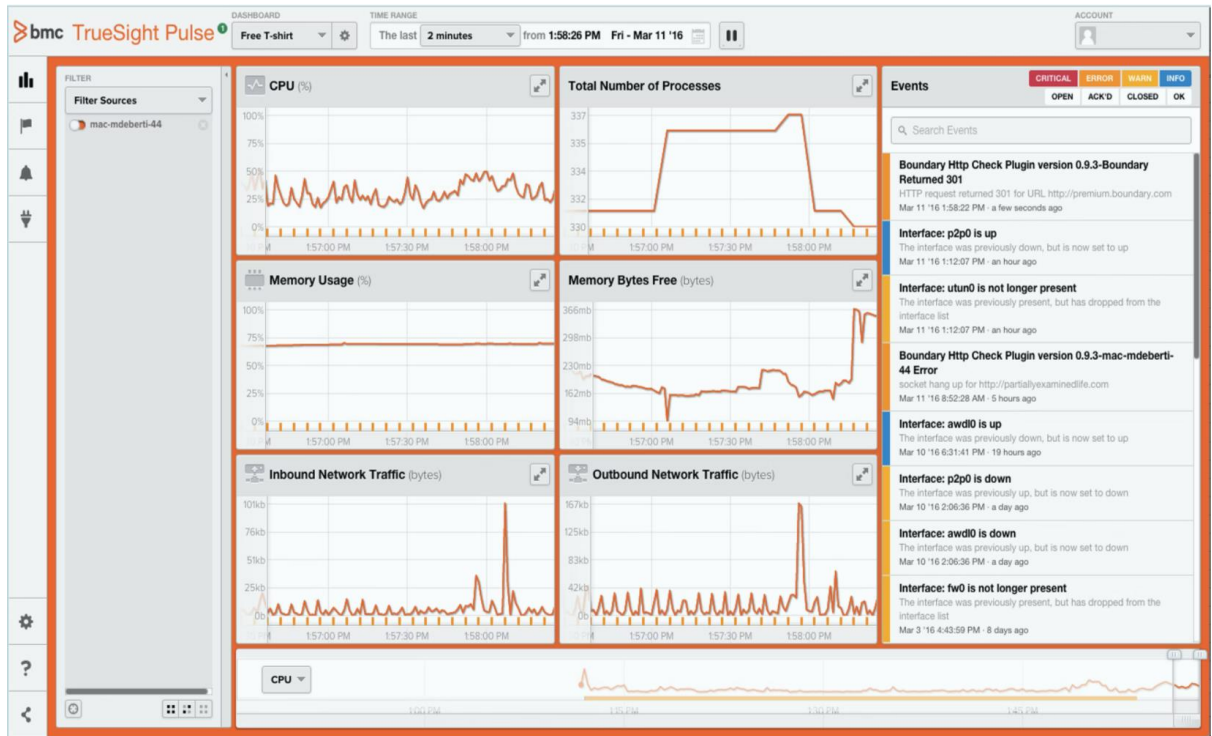 bmc TrueSight Pulse 1
DASHBOARD
Free T-shirt
TIME RANGE
The last 2 minutes from 1:58:26 PM Fri - Mar 11 '16
ACCOUNT
FILTER
Filter Sources
mac-mdeberti-44
CPU (%)
100%
75%
50%
25%
0%
1:57:00 PM 1:57:30 PM 1:58:00 PM
Total Number of Processes
337
335
334
332
330
1:57:00 PM 1:57:30 PM 1:58:00 PM
Memory Usage (%)
100%
75%
50%
25%
0%
1:57:00 PM 1:57:30 PM 1:58:00 PM
Memory Bytes Free (bytes)
366mb
298mb
230mb
162mb
94mb
1:57:00 PM 1:57:30 PM 1:58:00 PM
Inbound Network Traffic (bytes)
101kb
76kb
51kb
25kb
0b
1:57:00 PM 1:57:30 PM 1:58:00 PM
Outbound Network Traffic (bytes)
167kb
125kb
83kb
42kb
0b
1:57:00 PM 1:57:30 PM 1:58:00 PM
Events
CRITICAL ERROR WARN INFO
OPEN ACK'D CLOSED OK
Search Events
Boundary Http Check Plugin version 0.9.3-Boundary
Returned 301
HTTP request returned 301 for URL http://premium.boundary.com
Mar 11 '16 1:58:22 PM · a few seconds ago
Interface: p2p0 is up
The interface was previously down, but is now set to up
Mar 11 '16 1:12:07 PM · an hour ago
Interface: utun0 is not longer present
The interface was previously present, but has dropped from the
interface list
Mar 11 '16 1:12:07 PM · an hour ago
Boundary Http Check Plugin version 0.9.3-mac-mdeberti-
44 Error
socket hang up for http://partiallyexaminedlife.com
Mar 11 '16 8:52:28 AM · 5 hours ago
Interface: awdl0 is up
The interface was previously down, but is now set to up
Mar 10 '16 6:31:41 PM · 19 hours ago
Interface: p2p0 is down
The interface was previously up, but is now set to down
Mar 10 '16 2:06:36 PM · a day ago
Interface: awdl0 is down
The interface was previously up, but is now set to down
Mar 10 '16 2:06:36 PM · a day ago
Interface: fw0 is not longer present
The interface was previously present, but has dropped from the
interface list
Mar 3 '16 4:43:59 PM · 8 days ago
CPU
1:00 PM 1:15 PM 1:30 PM 1:45 PM